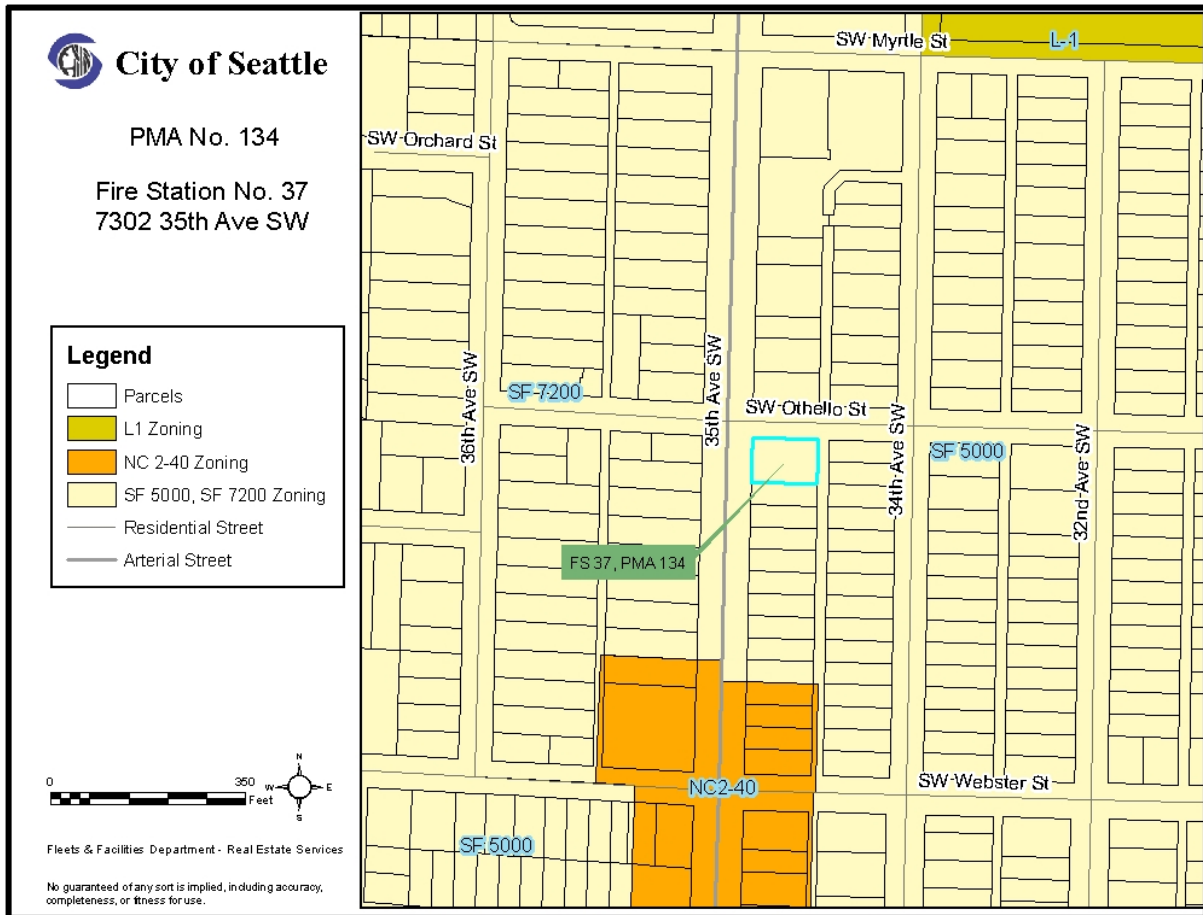 City of Seattle
PMA No. 134
Fire Station No. 37
7302 35th Ave SW
Legend
Parcels
L1 Zoning
NC 2-40 Zoning
SF 5000, SF 7200 Zoning
Residential Street
Arterial Street
0 350
Feet
N
W E
S
Fleets & Facilities Department - Real Estate Services
No guaranteed of any sort is implied, including accuracy,
completeness, or fitness for use.
SW Myrtle St
L-1
SW Orchard St
36th Ave SW
SF 7200
35th Ave SW
SW Othello St
34th Ave SW
SF 5000
32nd Ave SW
FS 37, PMA 134
NC2-40
SW Webster St
SF 5000